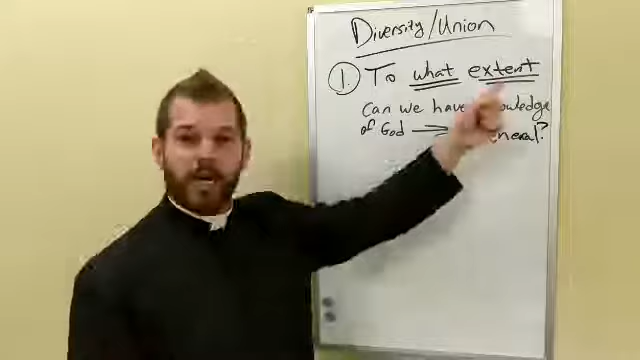 Diversity/Union
1. To what extent
Can we have
of God → ?